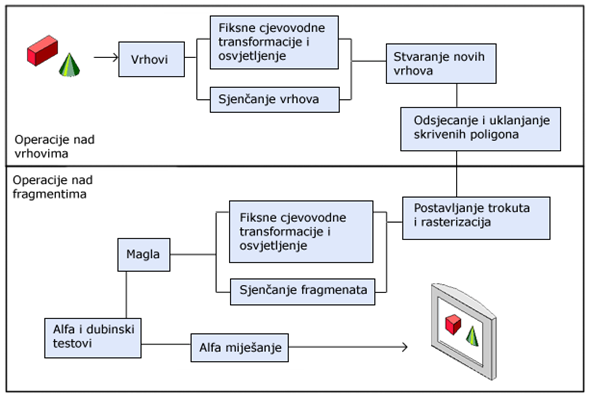 Vrhovi
Fiksne cjevovodne
transformacije i
osvjetljenje
Sjenčanje vrhova
Stvaranje novih
vrhova
Odsjecanje i uklanjanje
skrivenih poligona
Operacije nad
vrhovima
Operacije nad
fragmentima
Postavljanje trokuta
i rasterizacija
Fiksne cjevovodne
transformacije i
osvjetljenje
Sjenčanje fragmenata
Magla
Alfa i dubinski
testovi
Alfa miješanje